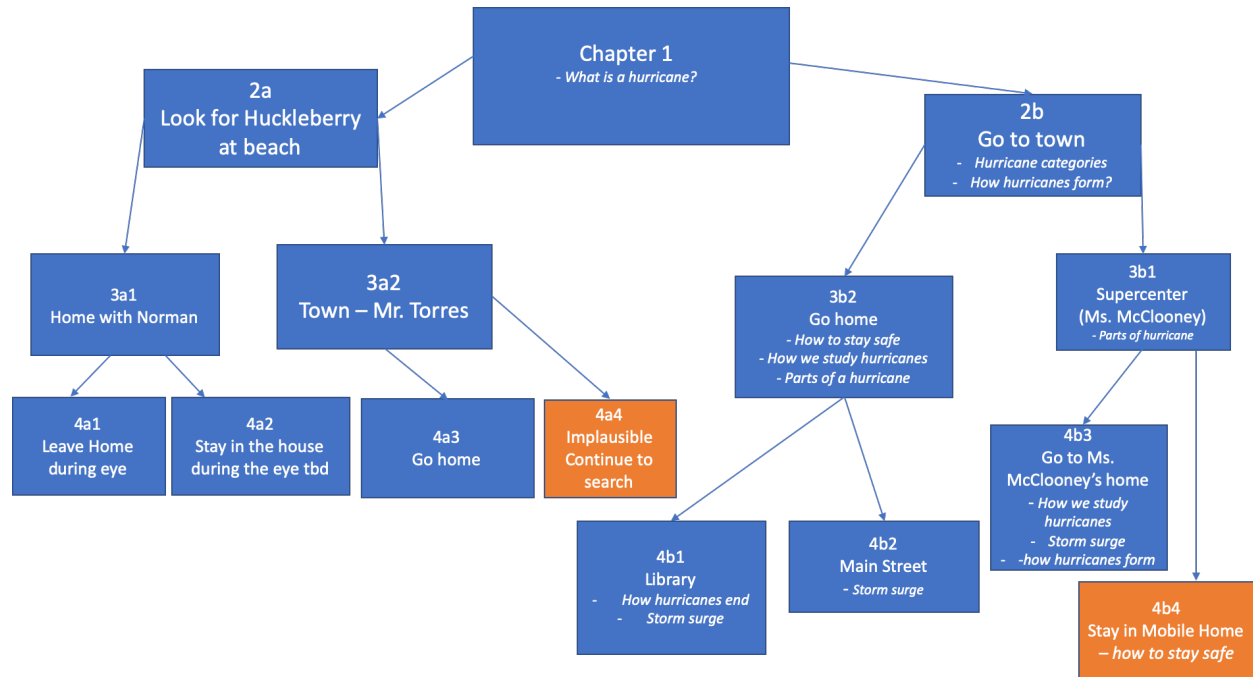 Chapter 1
- What is a hurricane?
2a
Look for Huckleberry
at beach
2b
Go to town
- Hurricane categories
- How hurricanes form?
3a1
Home with Norman
3a2
Town – Mr. Torres
3b2
Go home
- How to stay safe
- How we study hurricanes
- Parts of a hurricane
3b1
Supercenter
(Ms. McClooney)
- Parts of hurricane
4a1
Leave Home
during eye
4a2
Stay in the house
during the eye tbd
4a3
Go home
4a4
Implausible
Continue to
search
4b1
Library
- How hurricanes end
- Storm surge
4b2
Main Street
- Storm surge
4b3
Go to Ms.
McClooney's home
- How we study
hurricanes
- Storm surge
- -how hurricanes form
4b4
Stay in Mobile Home
– how to stay safe